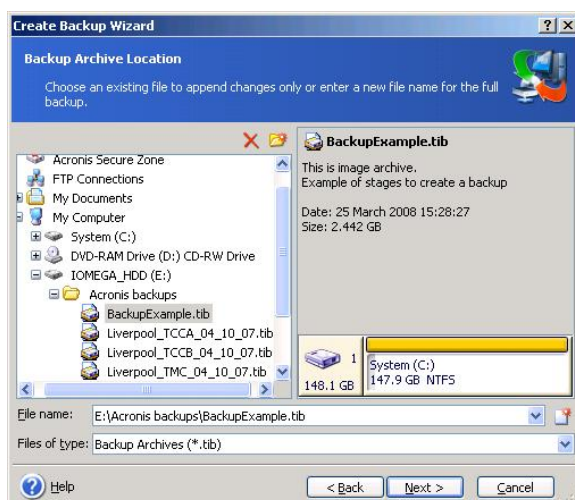 Create Backup Wizard
Backup Archive Location
Choose an existing file to append changes only or enter a new file name for the full
backup.
Acronis Secure Zone
FTP Connections
My Documents
My Computer
System (C:)
DVD-RAM Drive (D:) CD-RW Drive
IOMEGA_HDD (E:)
Acronis backups
BackupExample.tib
Liverpool_TCCA_04_10_07.tib
Liverpool_TCCB_04_10_07.tib
Liverpool_TMC_04_10_07.tib
BackupExample.tib
This is image archive.
Example of stages to create a backup
Date: 25 March 2008 15:28:27
Size: 2.442 GB
1
148.1 GB
System (C:)
147.9 GB NTFS
File name: E:\Acronis backups\BackupExample.tib
Files of type: Backup Archives (*.tib)
Help
< Back
Next >
Cancel